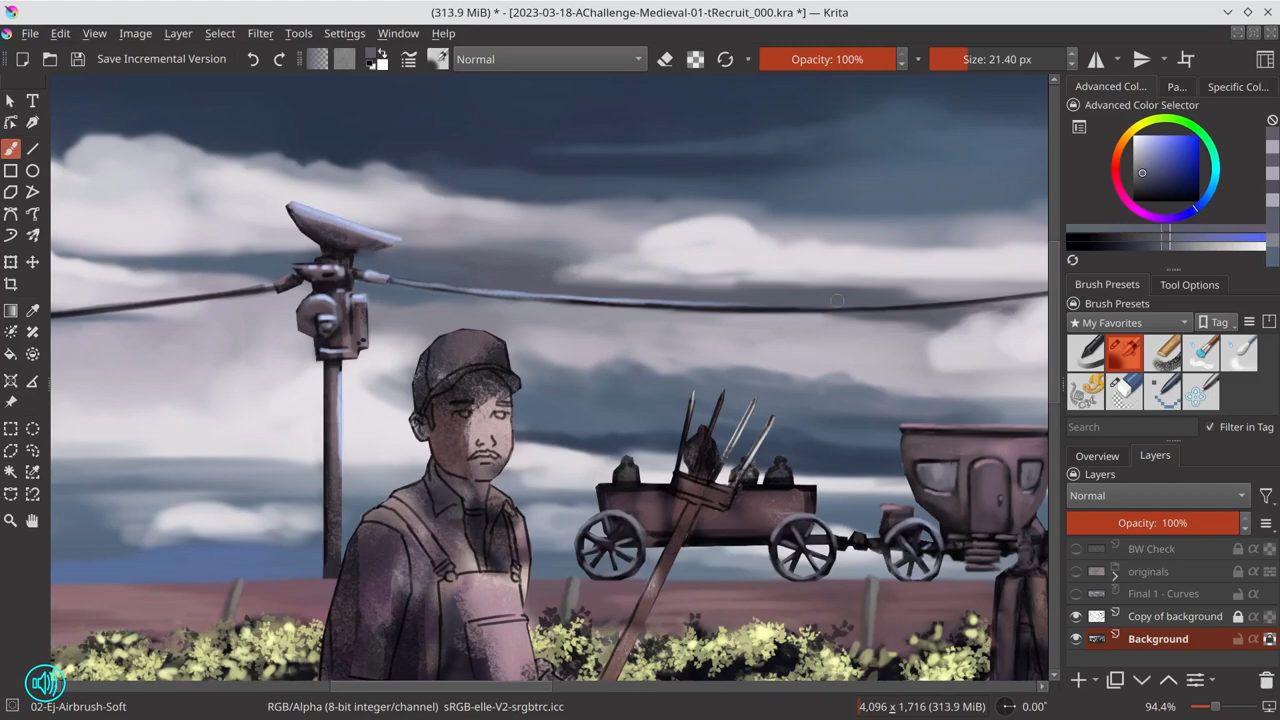 (313.9 MiB) * - [2023-03-18-AChallenge-Medieval-01-tRecruit_000.kra *] — Krita
File Edit View Image Layer Select Filter Tools Settings Window Help
Save Incremental Version Normal Opacity: 100% Size: 21.40 px
Advanced Col... Pa... Specific Col...
Advanced Color Selector
Brush Presets Tool Options
Brush Presets
★ My Favorites Tag
Search Filter in Tag
Overview Layers
Layers
Normal
Opacity: 100%
BW Check
originals
Final 1 - Curves
Copy of background
Background
02-Ej-Airbrush-Soft RGB/Alpha (8-bit integer/channel) sRGB-elle-V2-srgbtrc.icc 4,096 x 1,716 (313.9 MiB) 0.00° 94.4%